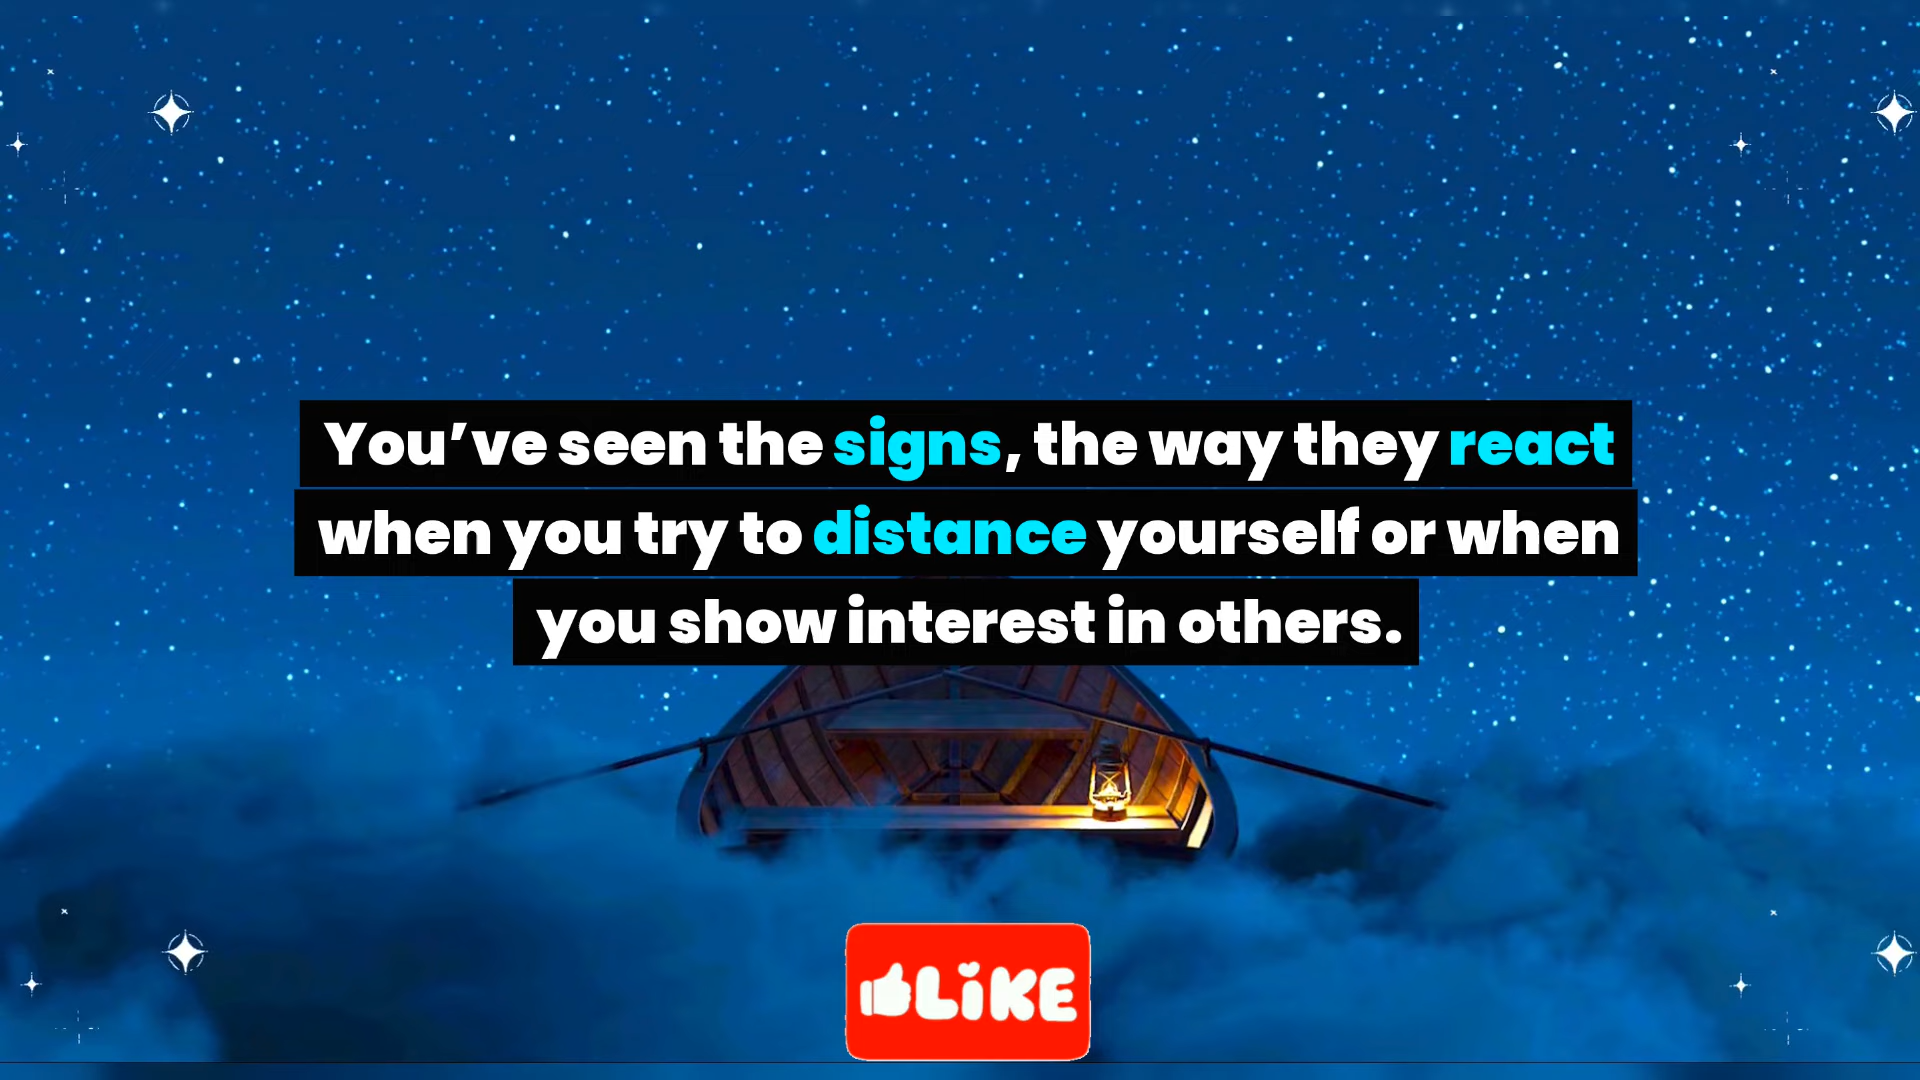 You’ve seen the signs, the way they react
when you try to distance yourself or when
you show interest in others.
LIKE